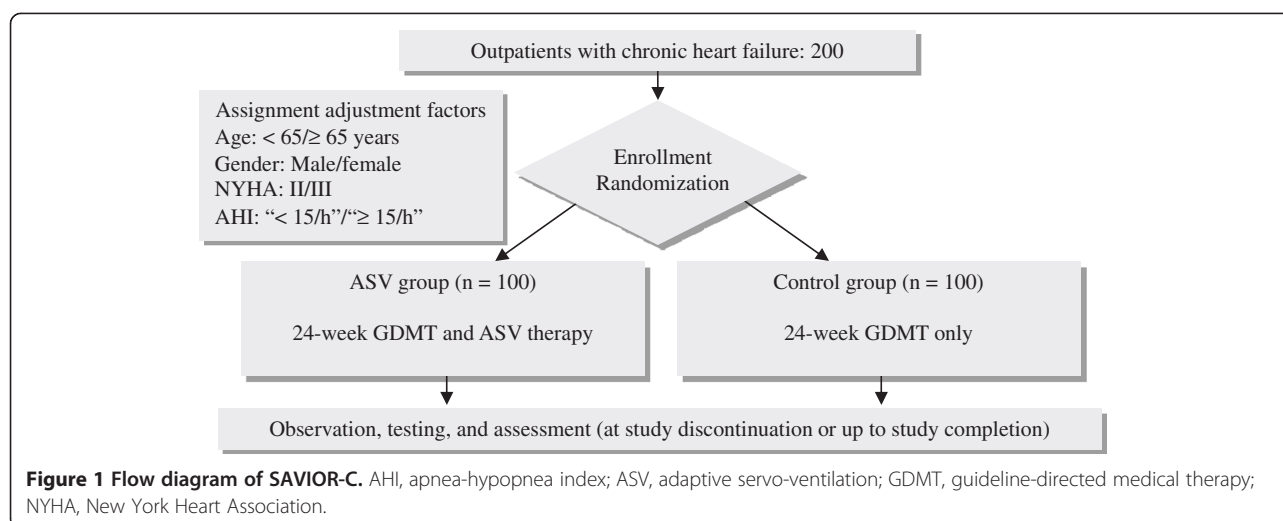 Outpatients with chronic heart failure: 200
Assignment adjustment factors
Age: < 65/≥ 65 years
Gender: Male/female
NYHA: II/III
AHI: “< 15/h”/“≥ 15/h”
Enrollment
Randomization
ASV group (n = 100)
24-week GDMT and ASV therapy
Control group (n = 100)
24-week GDMT only
Observation, testing, and assessment (at study discontinuation or up to study completion)
Figure 1 Flow diagram of SAVIOR-C. AHI, apnea-hypopnea index; ASV, adaptive servo-ventilation; GDMT, guideline-directed medical therapy;
NYHA, New York Heart Association.